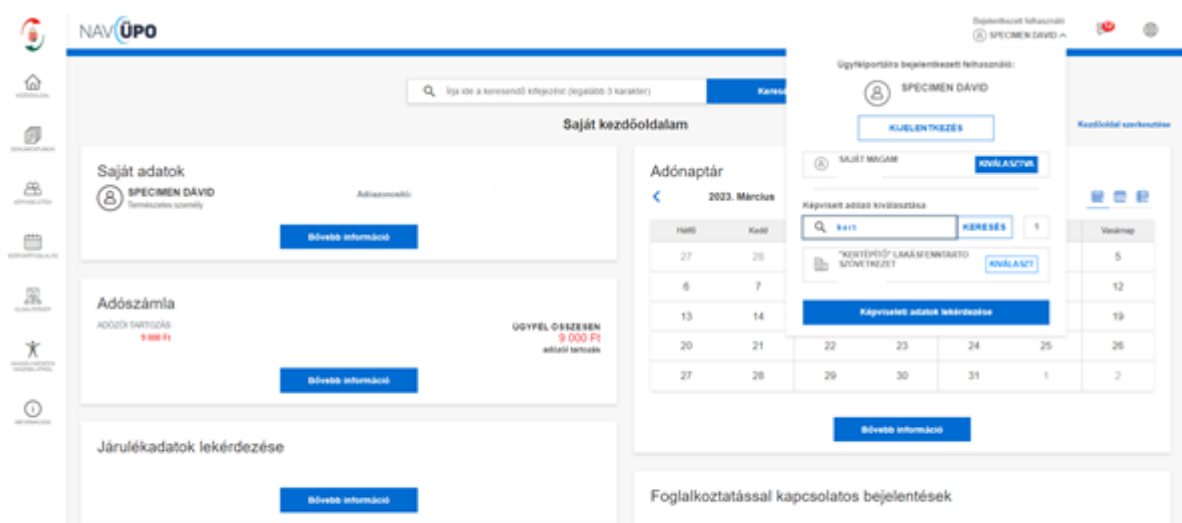 NAV ÜPO
Bejelentkezett felhasználó
SPECIMEN DÁVID
Ügyfélportálra bejelentkezett felhasználó:
SPECIMEN DÁVID
KIJELENTKEZÉS
SAJÁT MAGAM
KIVÁLASZTVA
Képviselt adózó kiválasztása
kert
KERESÉS
"KERTÉPÍTŐ" LAKÁSFENNTARTÓ
SZÖVETKEZET
KIVÁLASZT
Képviseleti adatok lekérdezése
Írja ide a keresendő kifejezést (legalább 3 karakter)
Saját kezdőoldalam
Kezdőoldal szerkesztése
Saját adatok
SPECIMEN DÁVID
Természetes személy
Adóazonosító:
Bővebb információ
Adószámla
ADÓZÓI TARTOZÁS
9 000 Ft
ÜGYFÉL ÖSSZESEN
9 000 Ft
adózói tartozás
Bővebb információ
Járulékadatok lekérdezése
Bővebb információ
Adónaptár
2023. Március
Hétfő Kedd Vasárnap
27 28 5
6 7 12
13 14 19
20 21 22 23 24 25 26
27 28 29 30 31 1 2
Bővebb információ
Foglalkoztatással kapcsolatos bejelentések